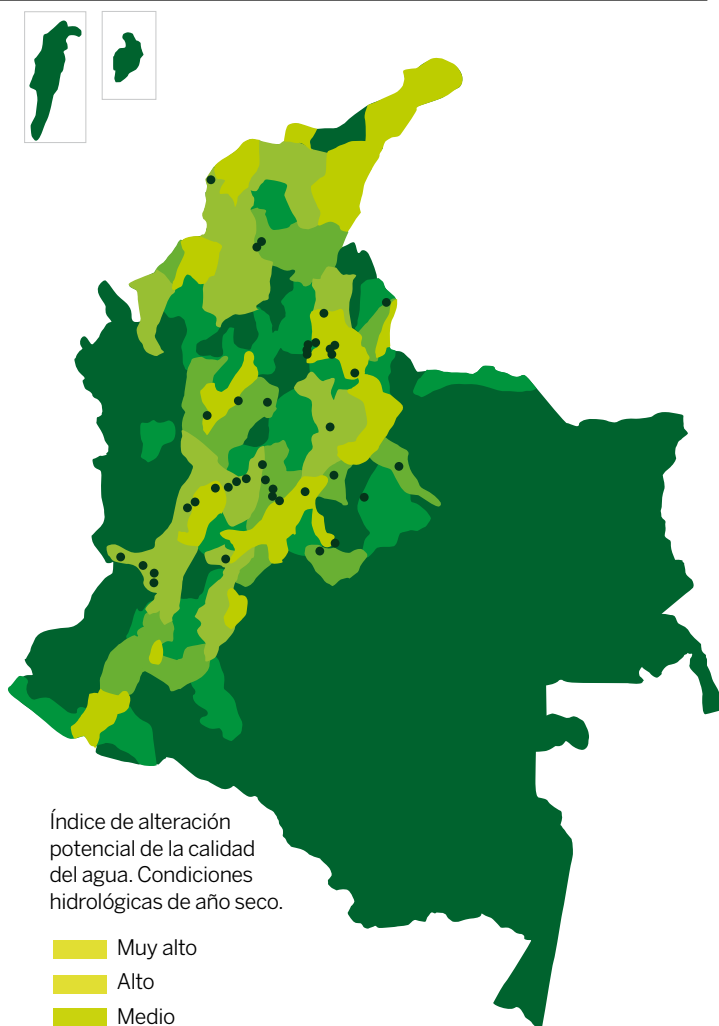 Índice de alteración
potencial de la calidad
del agua. Condiciones
hidrológicas de año seco.
Muy alto
Alto
Medio